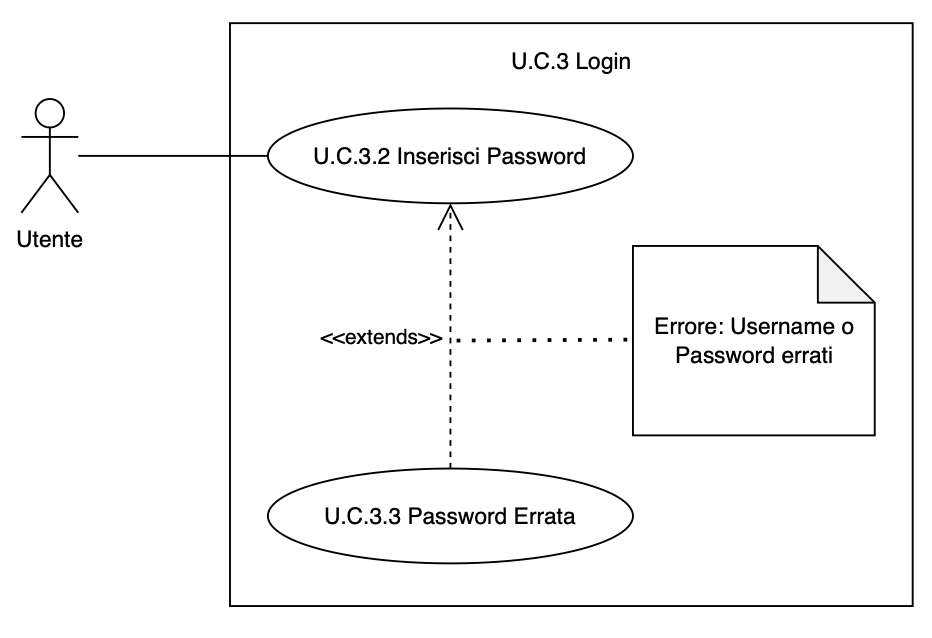 U.C.3 Login
U.C.3.2 Inserisci Password
Utente
<<extends>>
Errore: Username o
Password errati
U.C.3.3 Password Errata